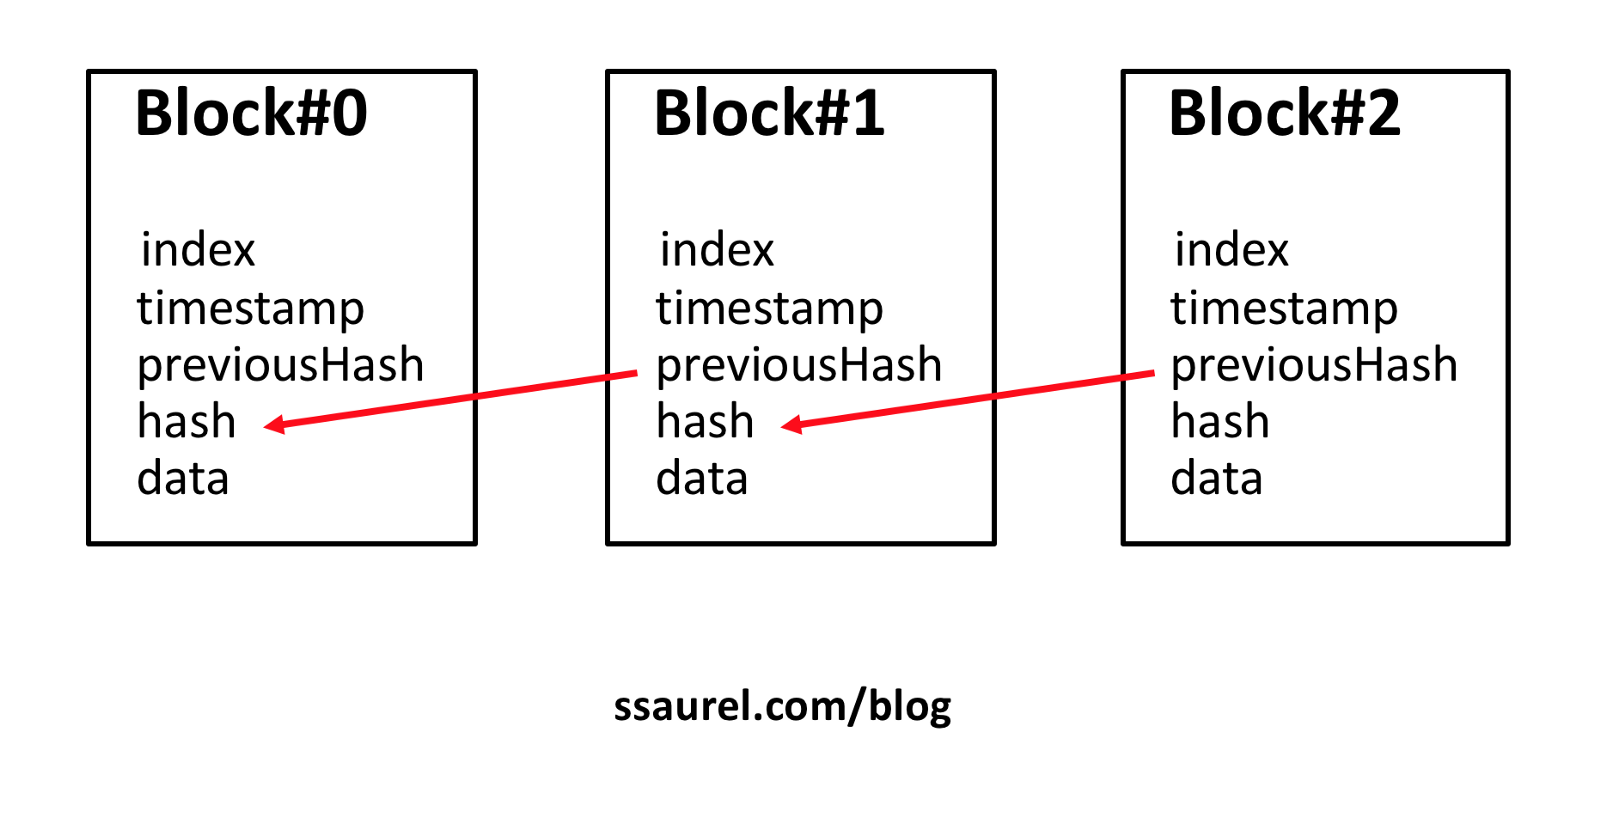 Block#0
index
timestamp
previousHash
hash
data
Block#1
index
timestamp
previousHash
hash
data
Block#2
index
timestamp
previousHash
hash
data
ssaurel.com/blog